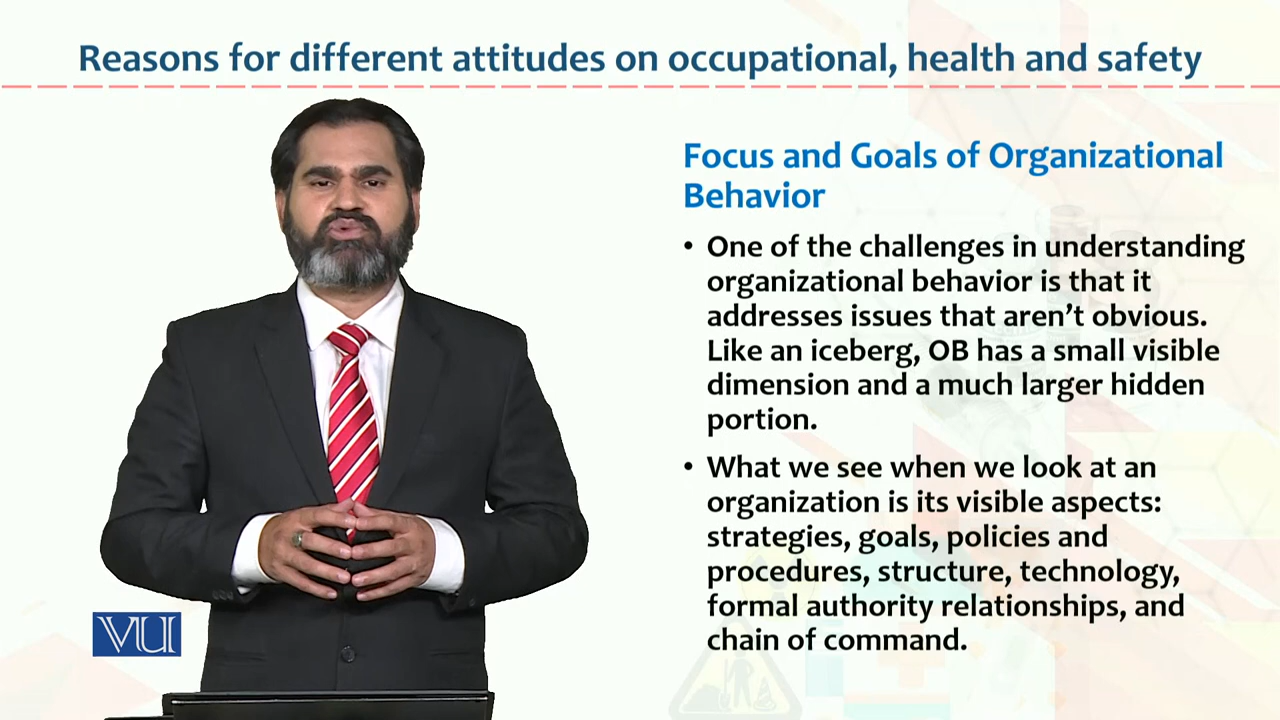 Reasons for different attitudes on occupational, health and safety
Focus and Goals of Organizational
Behavior
• One of the challenges in understanding
organizational behavior is that it
addresses issues that aren’t obvious.
Like an iceberg, OB has a small visible
dimension and a much larger hidden
portion.
• What we see when we look at an
organization is its visible aspects:
strategies, goals, policies and
procedures, structure, technology,
formal authority relationships, and
chain of command.
VU